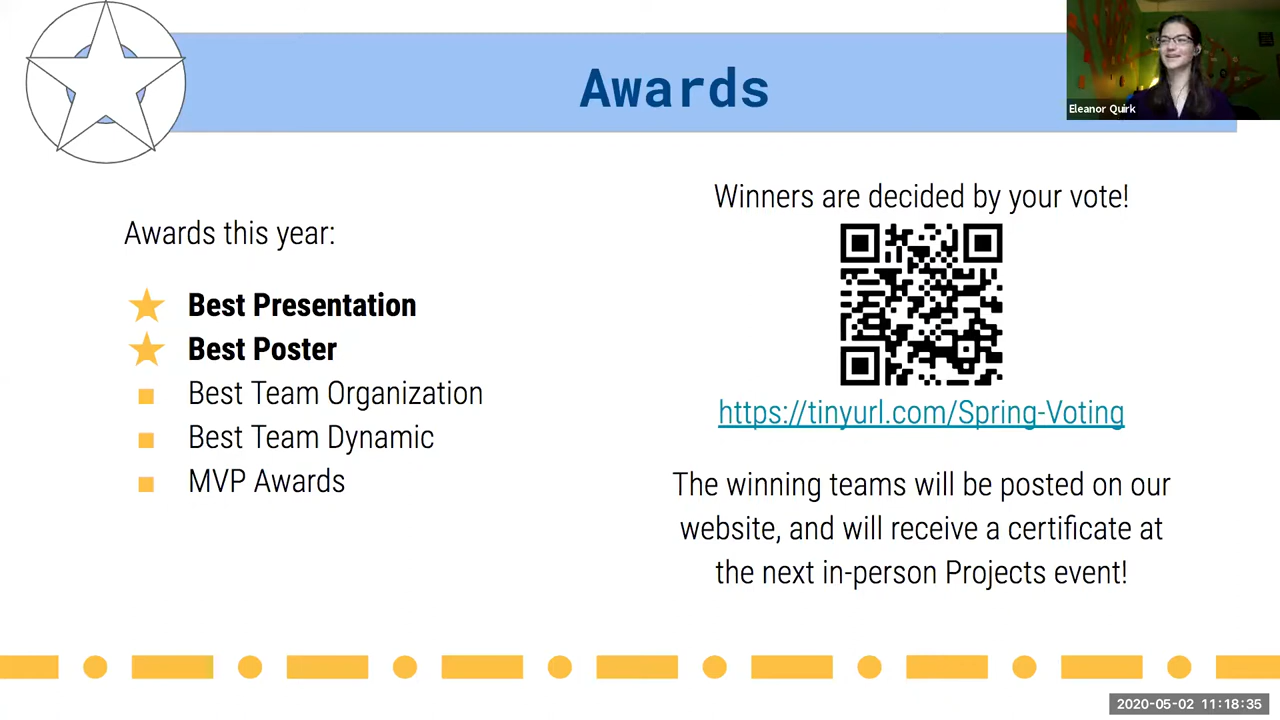 Awards
Eleanor Quirk
Awards this year:
Best Presentation
Best Poster
Best Team Organization
Best Team Dynamic
MVP Awards
Winners are decided by your vote!
https://tinyurl.com/Spring-Voting
The winning teams will be posted on our
website, and will receive a certificate at
the next in-person Projects event!
2020-05-02 11:18:35